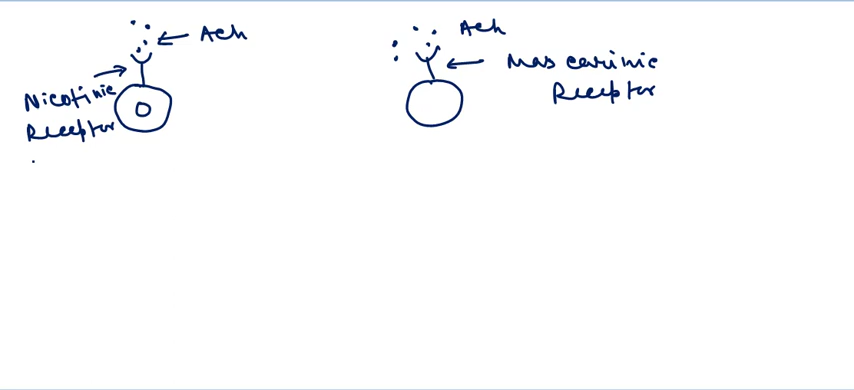 Ach
Nicotinic
Receptor
Ach
Mascarinic
Receptor